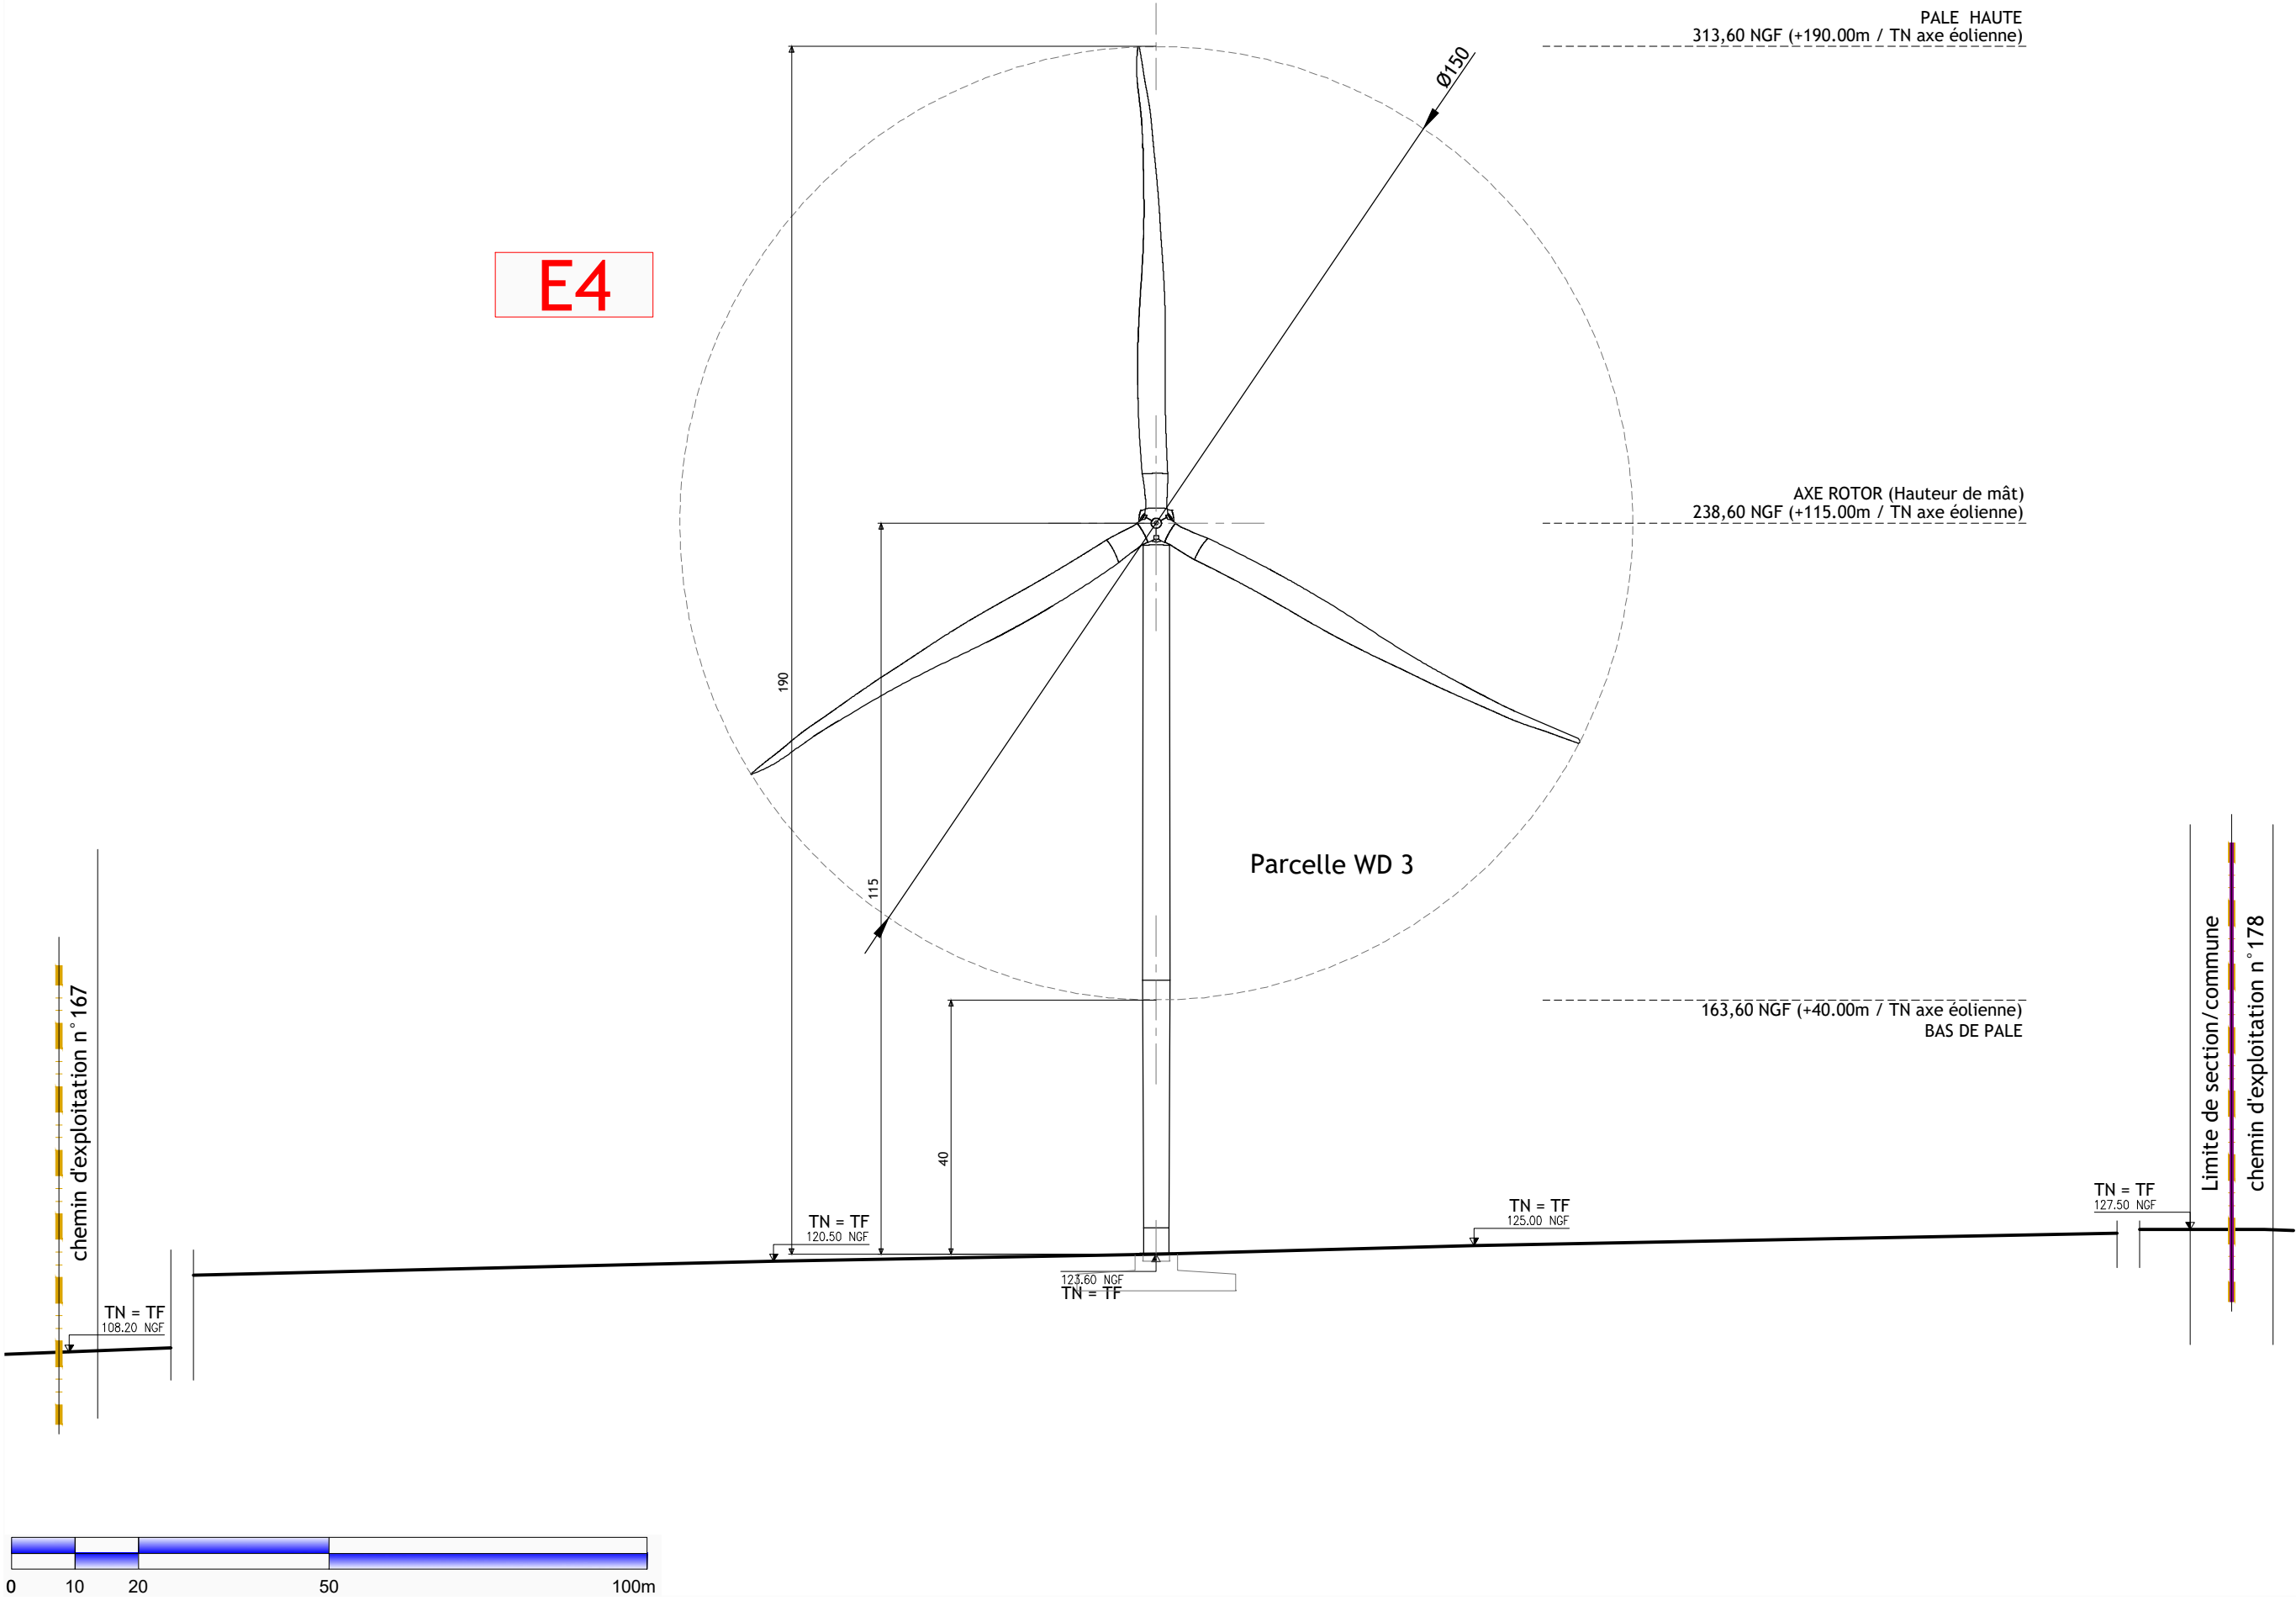 PALE HAUTE
313,60 NGF (+190.00m / TN axe éolienne)
Ø150
E4
AXE ROTOR (Hauteur de mât)
238,60 NGF (+115.00m / TN axe éolienne)
190
115
Parcelle WD 3
163,60 NGF (+40.00m / TN axe éolienne)
BAS DE PALE
40
chemin d'exploitation n°167
Limite de section/commune
chemin d'exploitation n°178
TN = TF
127.50 NGF
TN = TF
125.00 NGF
TN = TF
120.50 NGF
123.60 NGF
TN = TF
TN = TF
108.20 NGF
0 10 20 50 100m